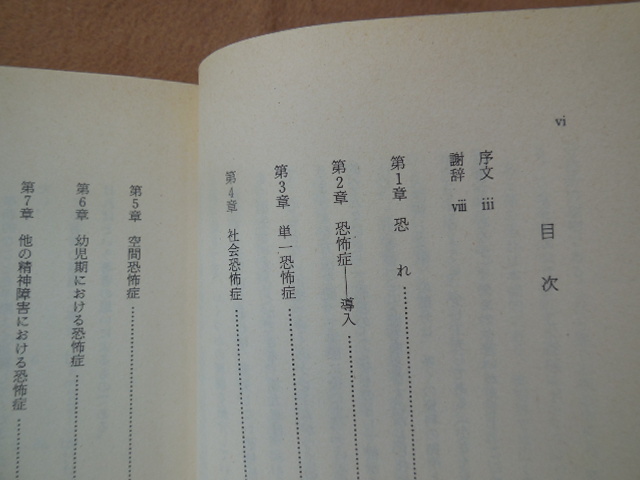 vi
目次
序文 iii
謝辞 viii
第1章 恐れ
第2章 恐怖症――導入
第3章 単一恐怖症
第4章 社会恐怖症
第5章 空間恐怖症
第6章 幼児期における恐怖症
第7章 他の精神障害における恐怖症